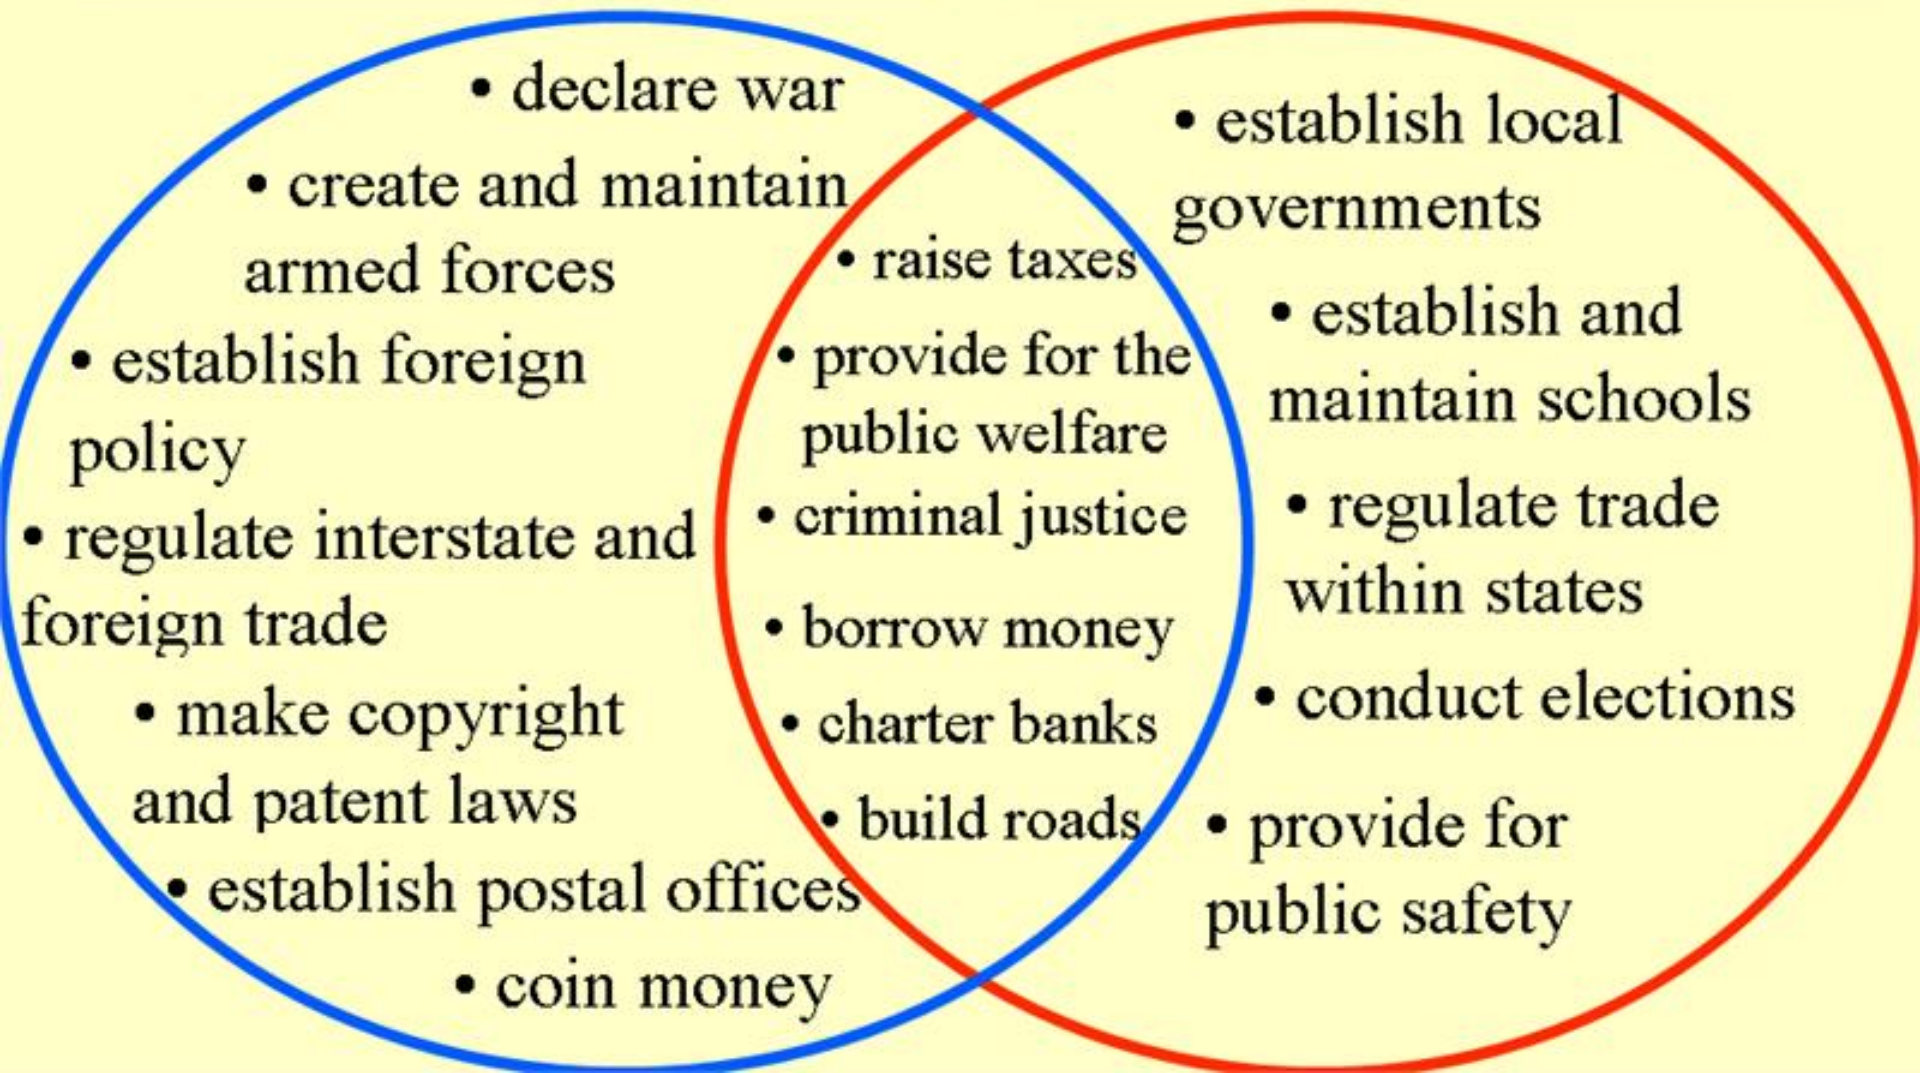 • declare war
• create and maintain
armed forces
• establish foreign
policy
• regulate interstate and
foreign trade
• make copyright
and patent laws
• establish postal offices
• coin money
• raise taxes
• provide for the
public welfare
• criminal justice
• borrow money
• charter banks
• build roads
• establish local
governments
• establish and
maintain schools
• regulate trade
within states
• conduct elections
• provide for
public safety